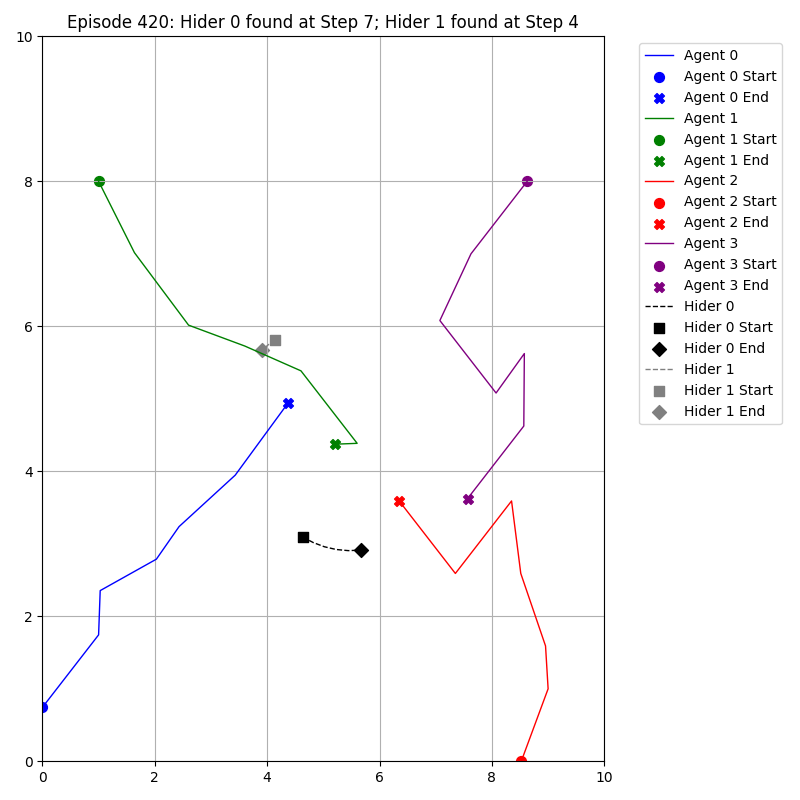 Episode 420: Hider 0 found at Step 7; Hider 1 found at Step 4
10
8
6
4
2
0
0 2 4 6 8 10
Agent 0
Agent 0 Start
Agent 0 End
Agent 1
Agent 1 Start
Agent 1 End
Agent 2
Agent 2 Start
Agent 2 End
Agent 3
Agent 3 Start
Agent 3 End
Hider 0
Hider 0 Start
Hider 0 End
Hider 1
Hider 1 Start
Hider 1 End